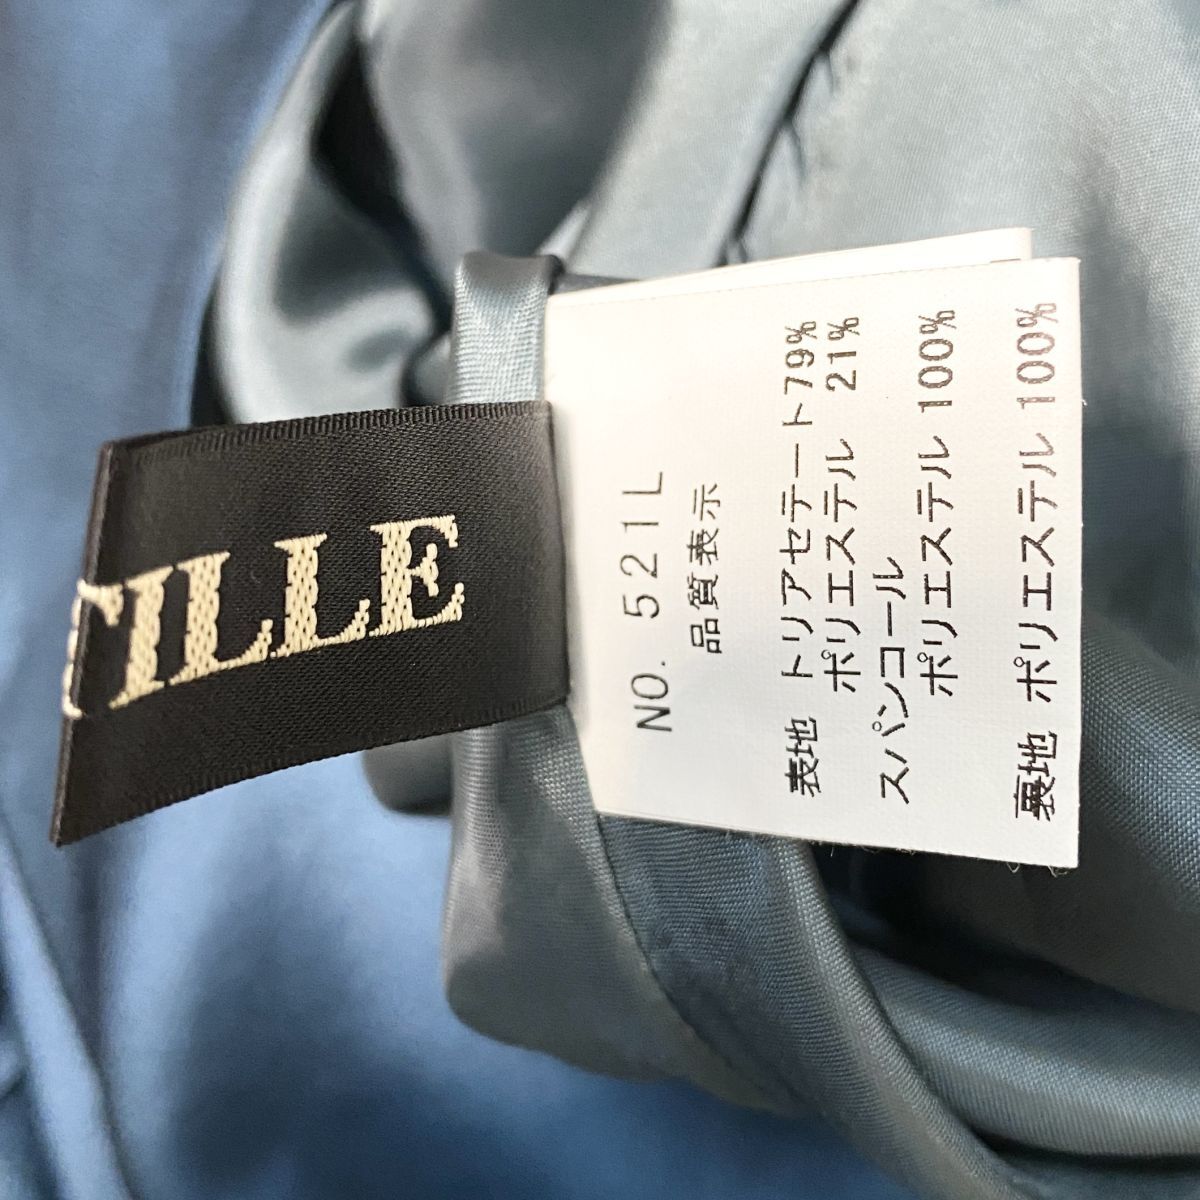 TILLE
NO. 521L
品質表示
表地 トリアセテート79%
ポリエステル 21%
スパンコール
ポリエステル 100%
裏地 ポリエステル 100%